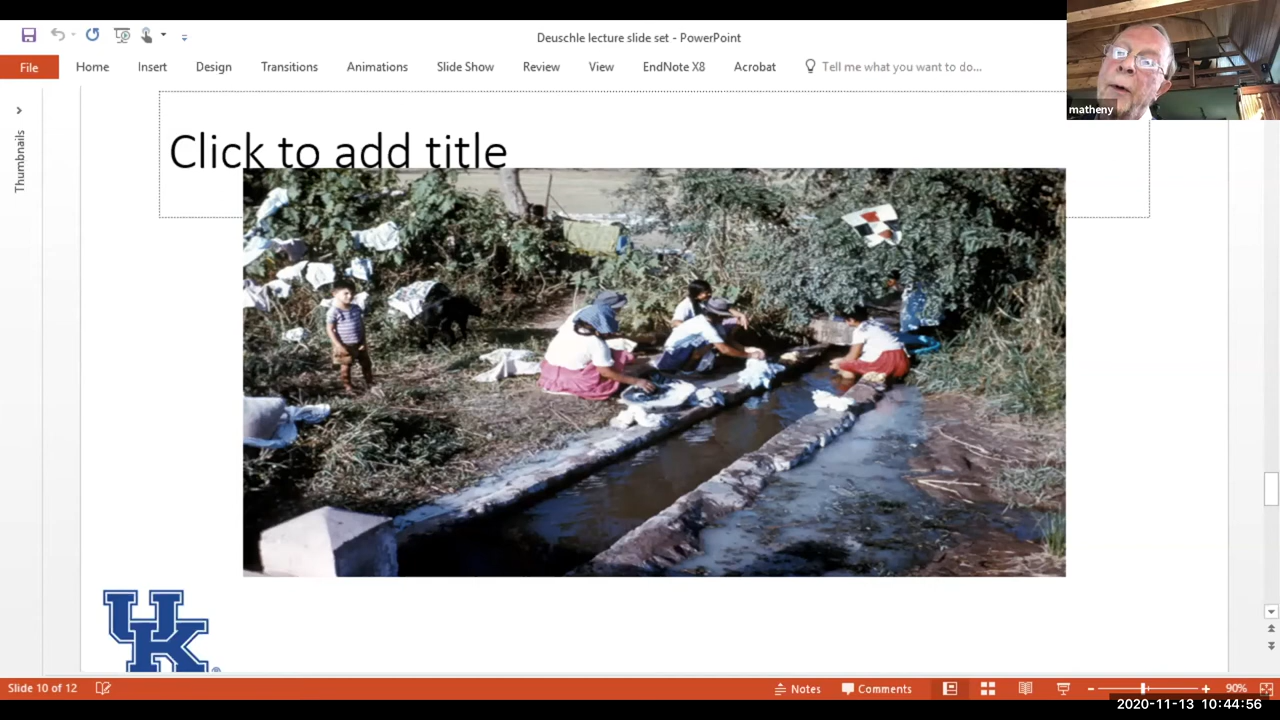 Deuschle lecture slide set - PowerPoint
File Home Insert Design Transitions Animations Slide Show Review View EndNote X8 Acrobat Tell me what you want to do...
matheny
Thumbnails
Click to add title
UK
®
Slide 10 of 12 Notes Comments 90%
2020-11-13 10:44:56